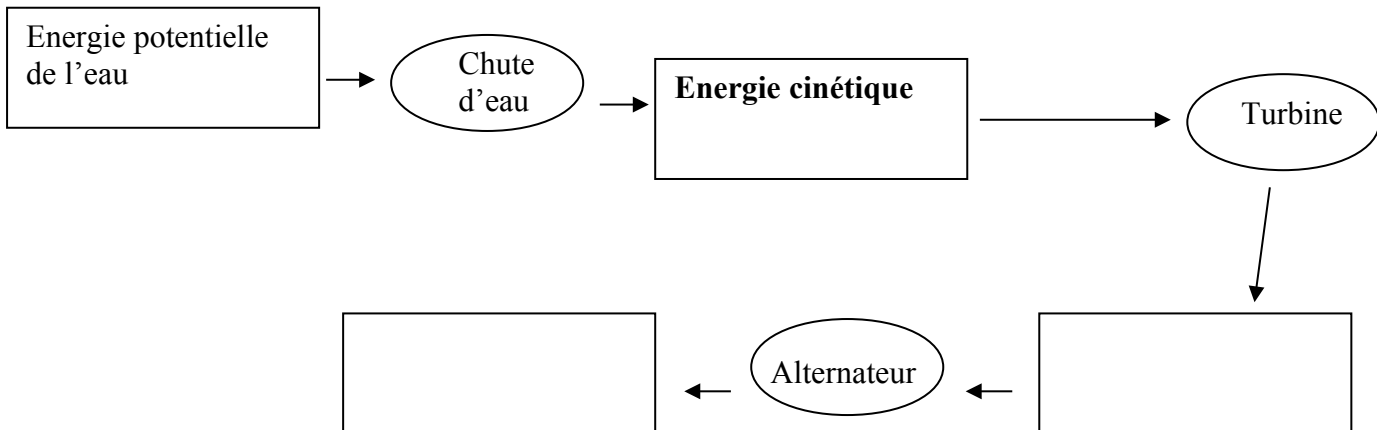 Energie potentielle
de l’eau
Chute
d’eau
Energie cinétique
Turbine
Alternateur